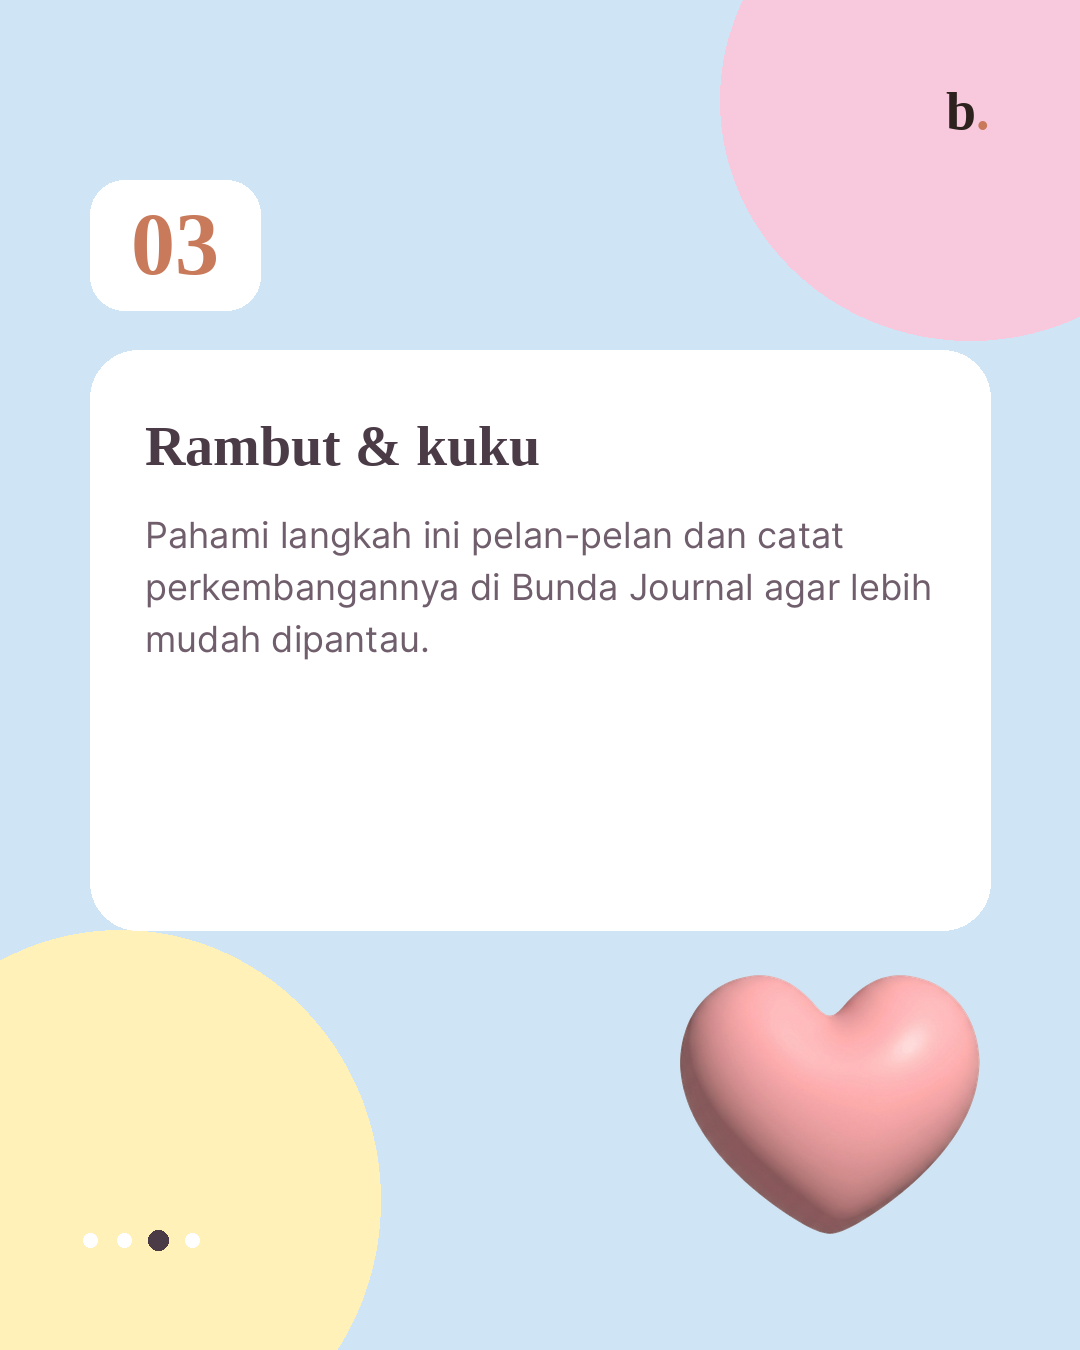 b.
03
Rambut & kuku
Pahami langkah ini pelan-pelan dan catat
perkembangannya di Bunda Journal agar lebih
mudah dipantau.